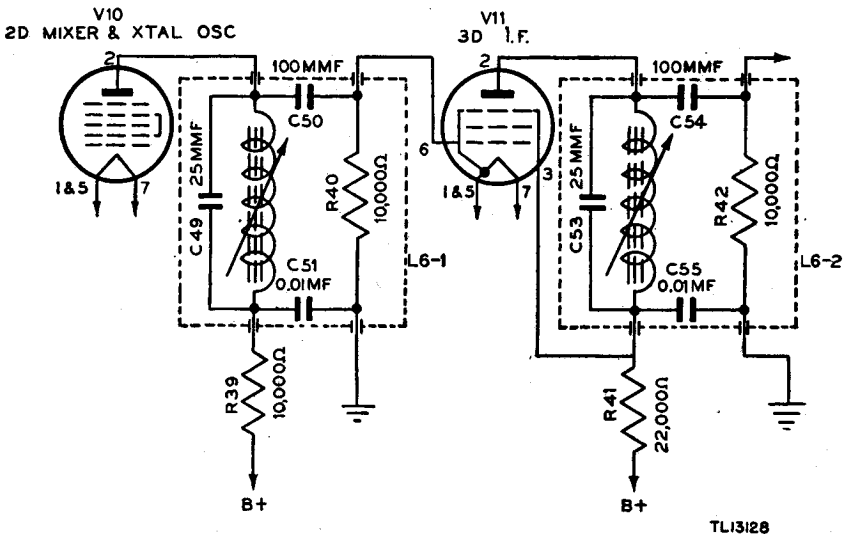 V10
2D MIXER & XTAL OSC
2
1&5
7
25MMF
C49
100MMF
C50
R40
10,000Ω
C51
0.01MF
L6-1
R39
10,000Ω
B+
V11
3D I.F.
2
6
3
1&5
7
25MMF
C53
100MMF
C54
R42
10,000Ω
C55
0.01MF
L6-2
R41
22,000Ω
B+
TL13128